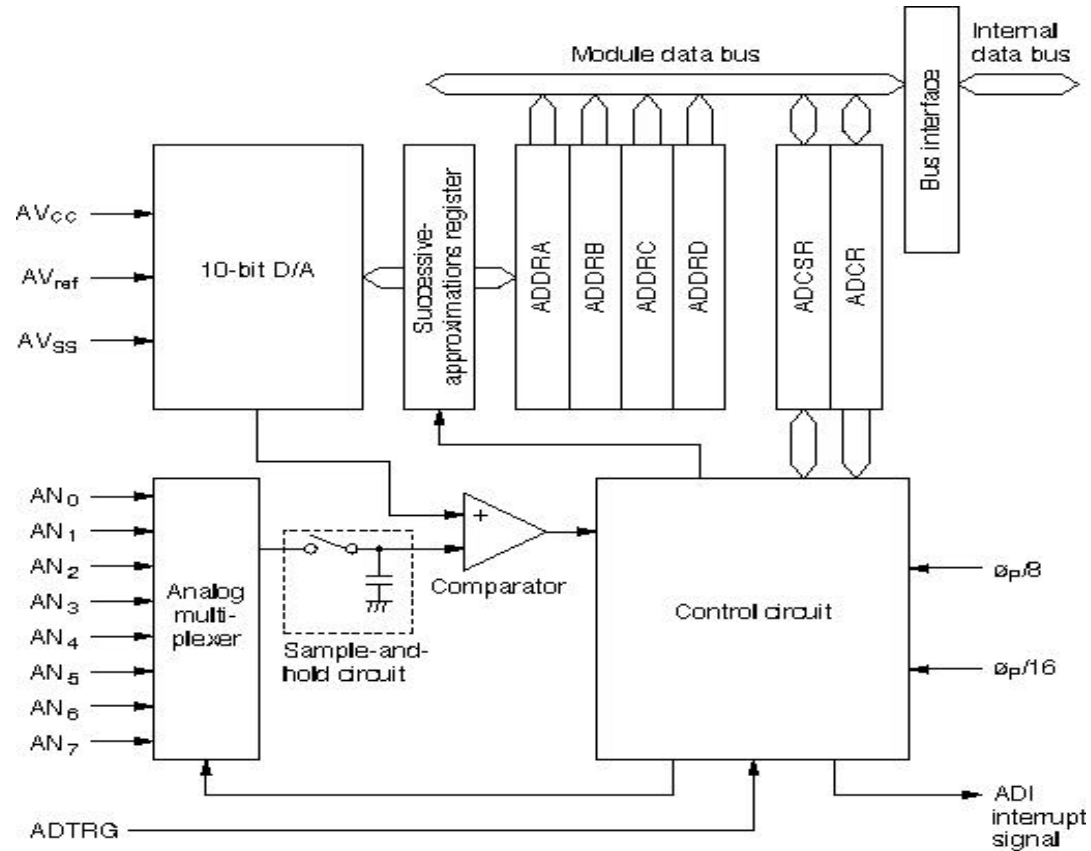 Module data bus
Internal
data bus
Bus interface
AVCC
AVref
AVSS
10-bit D/A
Successive-
approximations register
ADDRA
ADDRB
ADDRC
ADDRD
ADCSR
ADCR
AN0
AN1
AN2
AN3
AN4
AN5
AN6
AN7
Analog
multi-
plexer
+
Comparator
Sample-and-
hold circuit
Control circuit
øP/8
øP/16
ADTRG
ADI
interrupt
signal